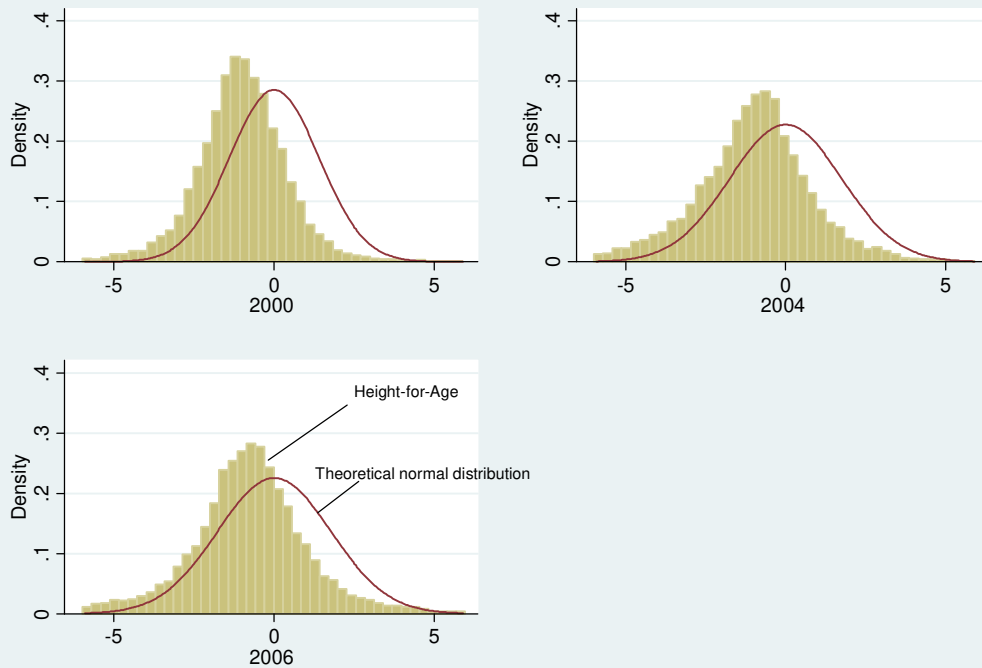 .4
.3
.2
.1
0
Density
-5 0 5
2000
.4
.3
.2
.1
0
Density
-5 0 5
2004
.4
.3
.2
.1
0
Density
Height-for-Age
Theoretical normal distribution
-5 0 5
2006